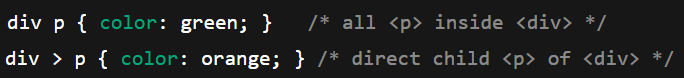 div p { color: green; }   /* all <p> inside <div> */
div > p { color: orange; } /* direct child <p> of <div> */